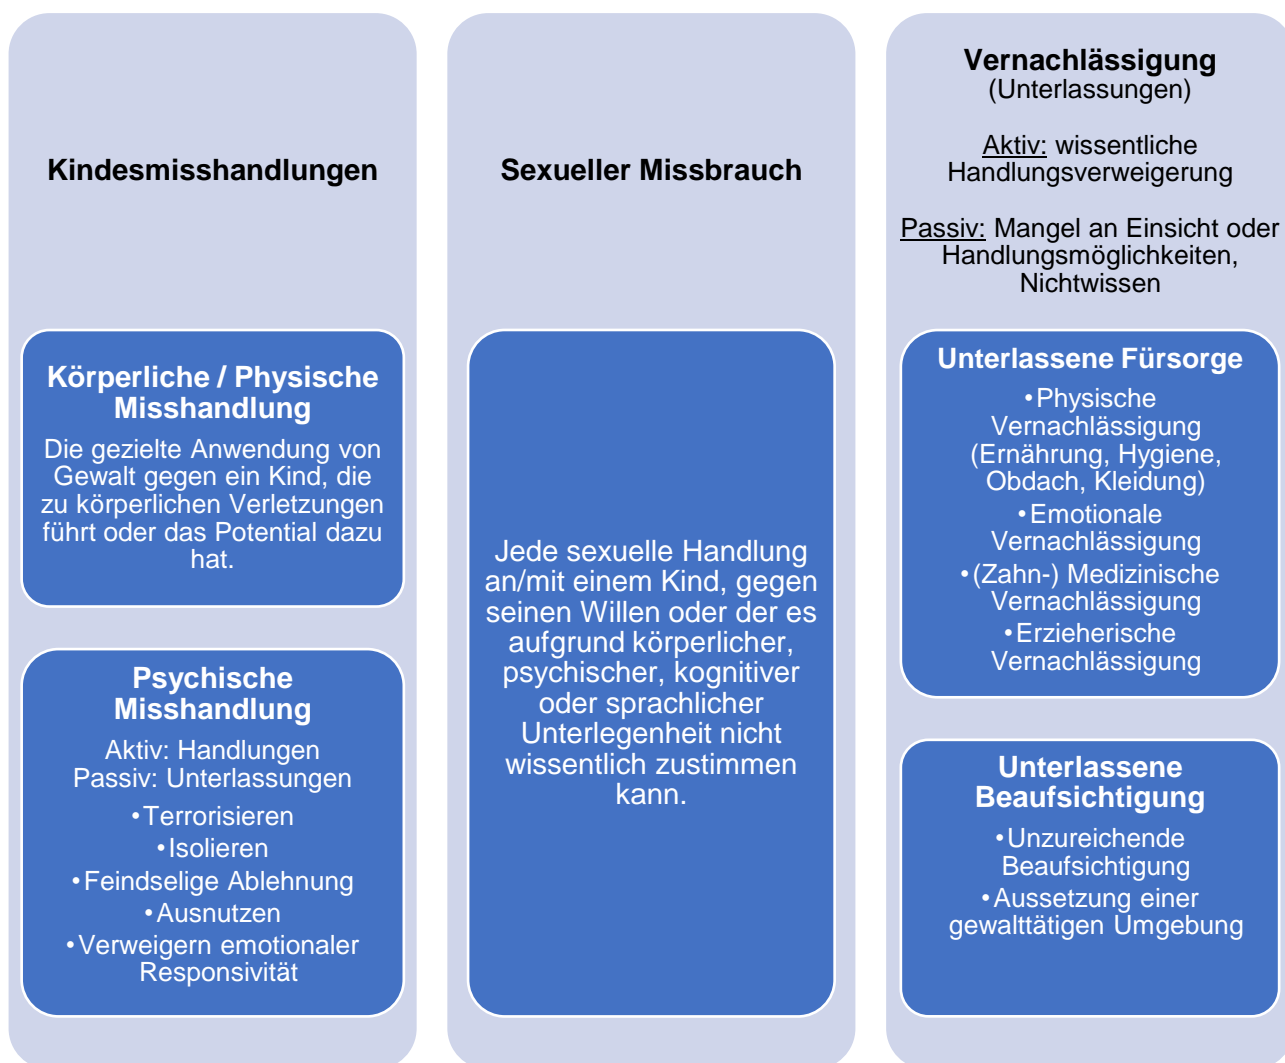 Kindesmisshandlungen
Körperliche / Physische
Misshandlung
Die gezielte Anwendung von
Gewalt gegen ein Kind, die
zu körperlichen Verletzungen
führt oder das Potential dazu
hat.
Psychische
Misshandlung
Aktiv: Handlungen
Passiv: Unterlassungen
•Terrorisieren
•Isolieren
•Feindselige Ablehnung
•Ausnutzen
•Verweigern emotionaler
Responsivität
Sexueller Missbrauch
Jede sexuelle Handlung
an/mit einem Kind, gegen
seinen Willen oder der es
aufgrund körperlicher,
psychischer, kognitiver
oder sprachlicher
Unterlegenheit nicht
wissentlich zustimmen
kann.
Vernachlässigung
(Unterlassungen)
Aktiv: wissentliche
Handlungsverweigerung
Passiv: Mangel an Einsicht oder
Handlungsmöglichkeiten,
Nichtwissen
Unterlassene Fürsorge
•Physische
Vernachlässigung
(Ernährung, Hygiene,
Obdach, Kleidung)
•Emotionale
Vernachlässigung
•(Zahn-) Medizinische
Vernachlässigung
•Erzieherische
Vernachlässigung
Unterlassene
Beaufsichtigung
•Unzureichende
Beaufsichtigung
•Aussetzung einer
gewalttätigen Umgebung